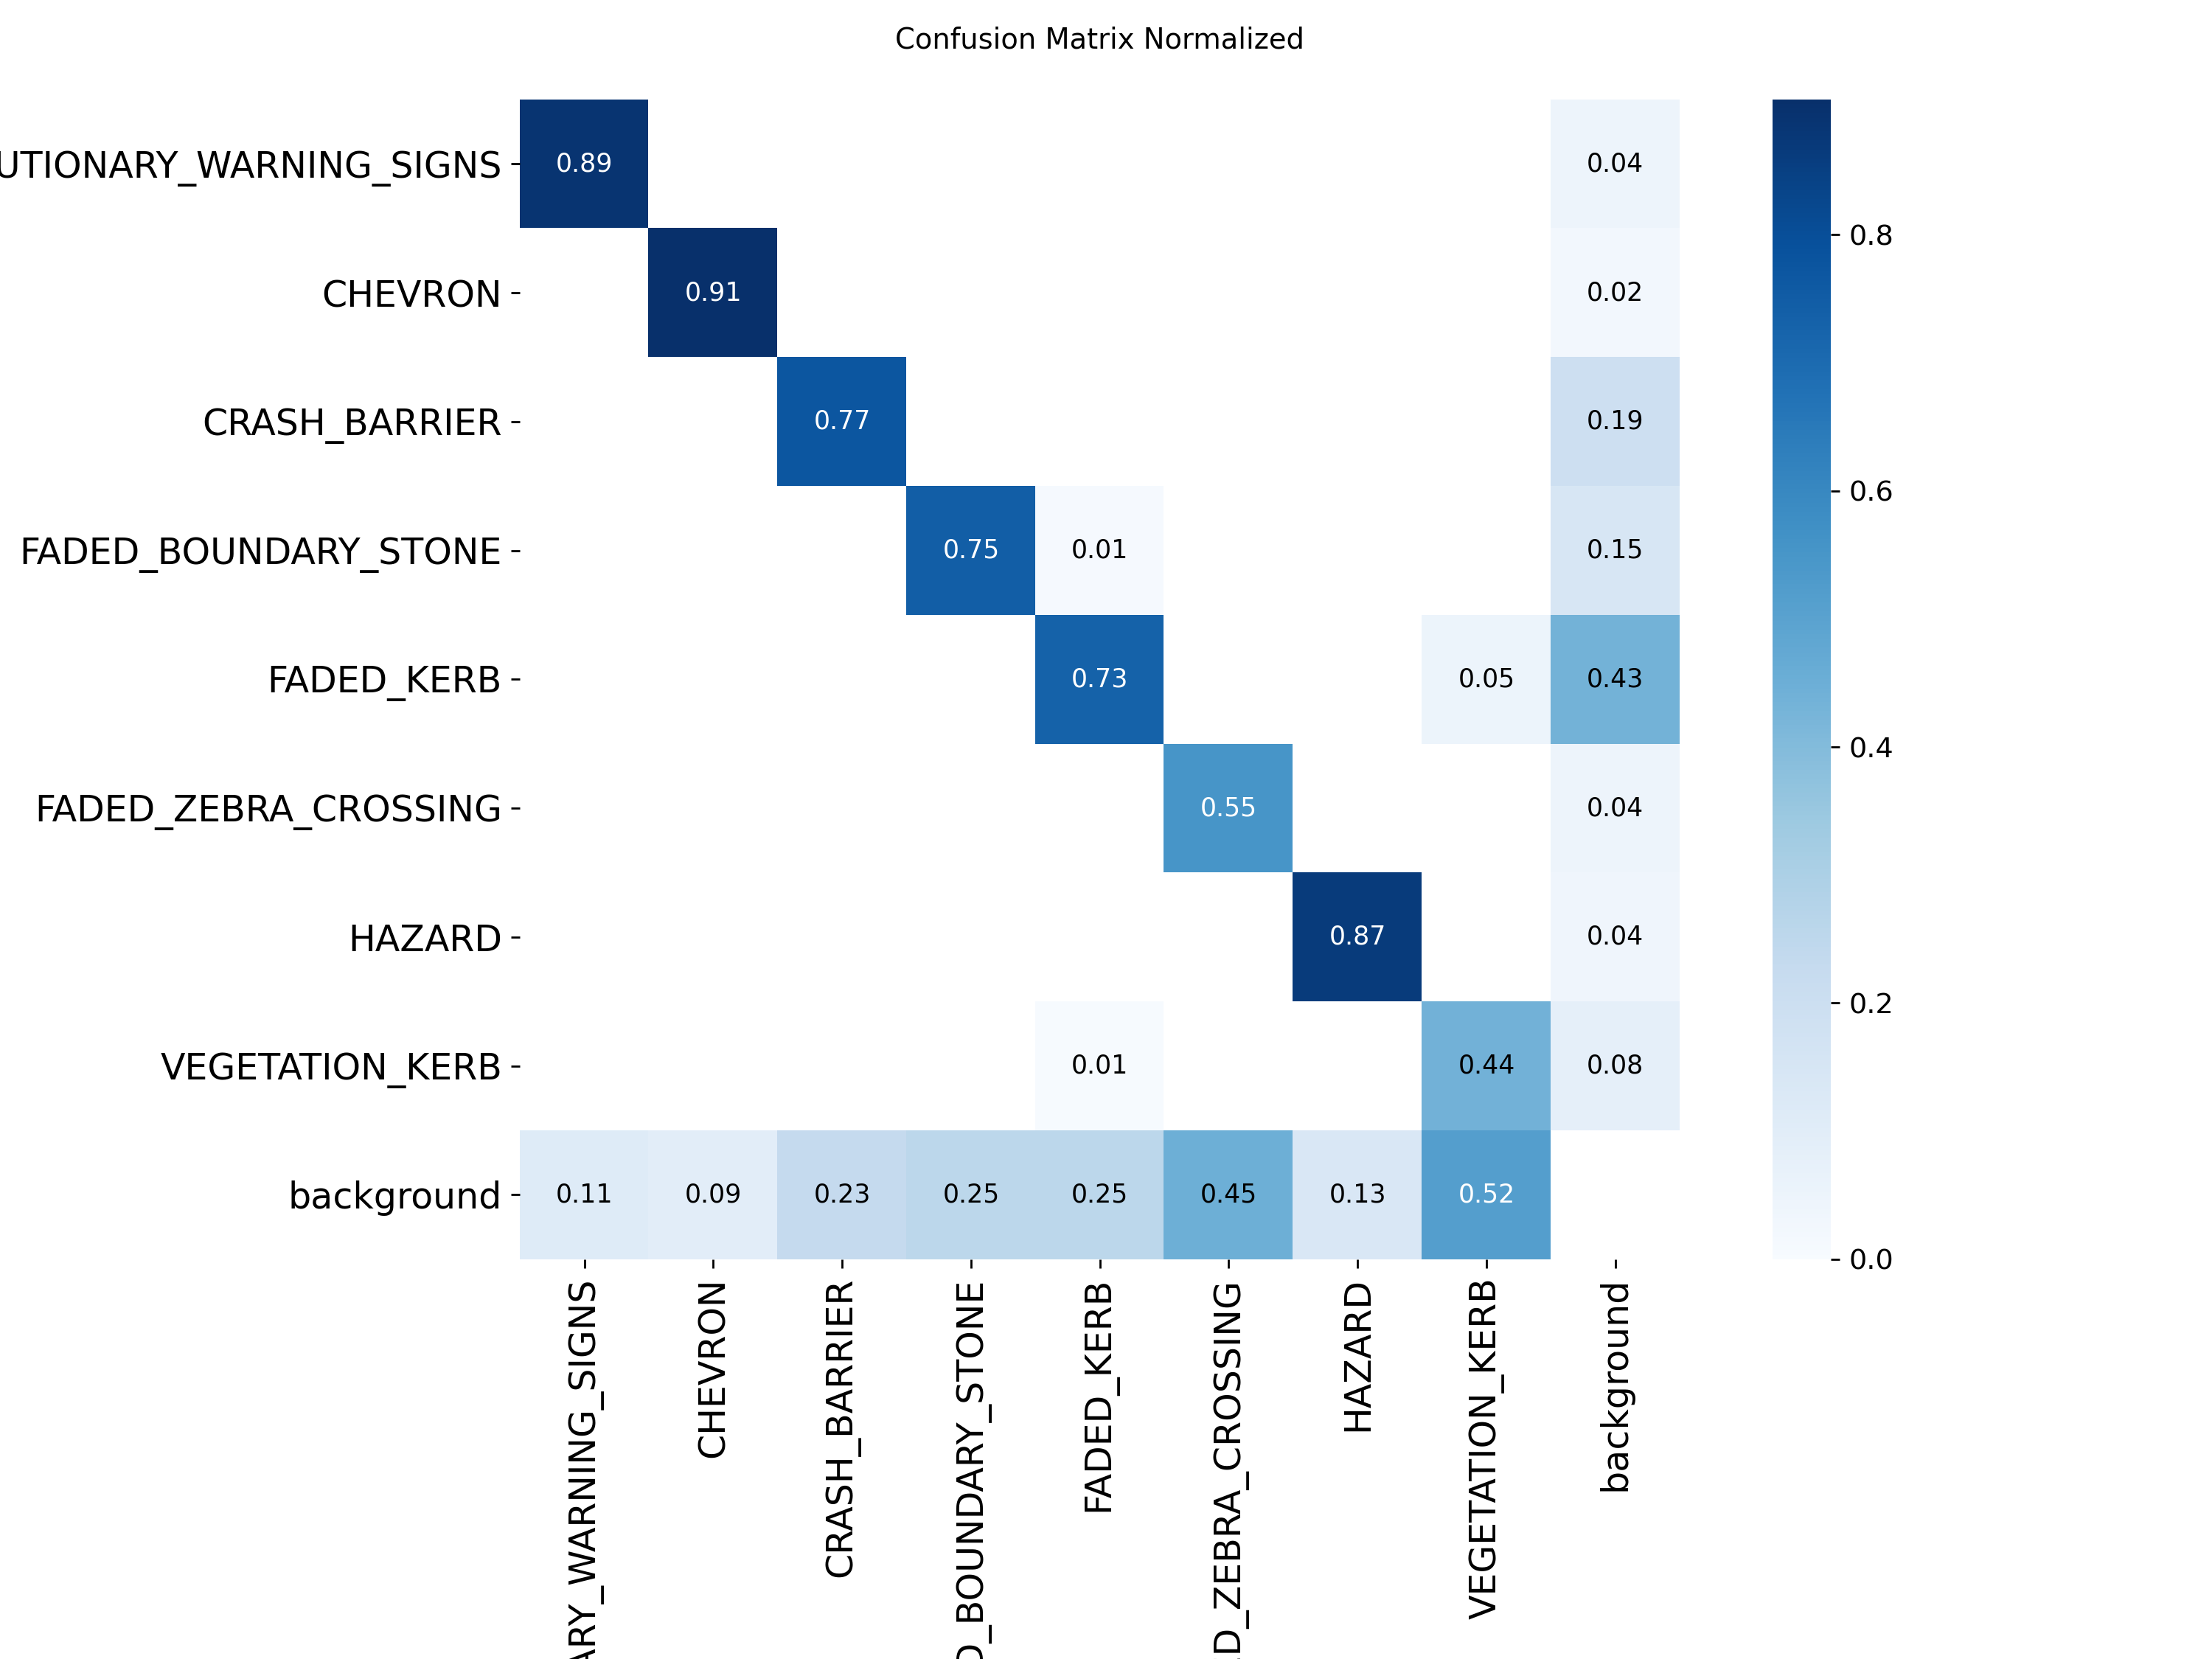 Confusion Matrix Normalized
UTIONARY_WARNING_SIGNS
0.89
0.04
CHEVRON
0.91
0.02
CRASH_BARRIER
0.77
0.19
FADED_BOUNDARY_STONE
0.75
0.01
0.15
FADED_KERB
0.73
0.05
0.43
FADED_ZEBRA_CROSSING
0.55
0.04
HAZARD
0.87
0.04
VEGETATION_KERB
0.01
0.44
0.08
background
0.11
0.09
0.23
0.25
0.25
0.45
0.13
0.52
ARY_WARNING_SIGNS
CHEVRON
CRASH_BARRIER
D_BOUNDARY_STONE
FADED_KERB
D_ZEBRA_CROSSING
HAZARD
VEGETATION_KERB
background
0.8
0.6
0.4
0.2
0.0